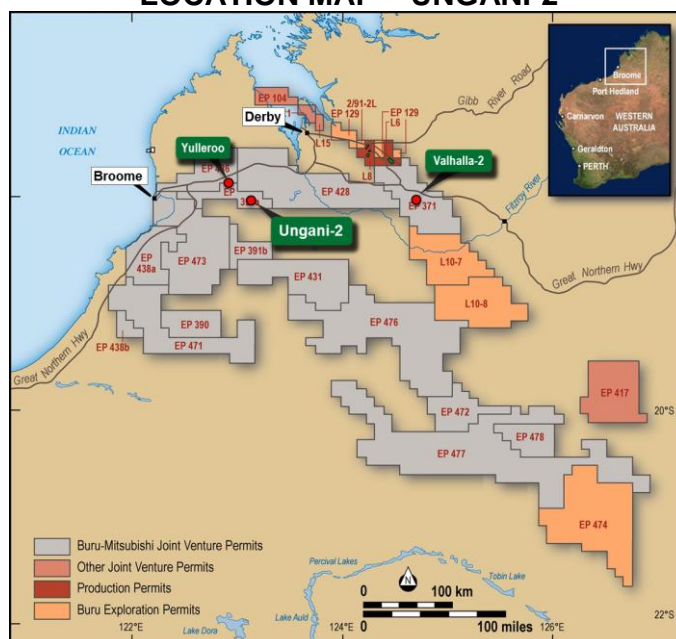 LOCATION MAP – UNGANI-2
INDIAN
OCEAN
EP 104
Derby
L15
2/91-2L
EP 129
EP 129
L6
L8
Gibb River Road
Broome
Port Hedland
Carnarvon
WESTERN
AUSTRALIA
Geraldton
PERTH
Yulleroo
Broome
EP 428
Valhalla-2
EP 371
Fitzroy River
Ungani-2
EP 391b
EP
438a
EP 473
EP 431
L10-7
L10-8
Great Northern Hwy
EP 390
EP 476
EP 438b
EP 471
Great Northern Hwy
EP 417
20°S
EP 472
EP 478
EP 477
EP 474
Buru-Mitsubishi Joint Venture Permits
Other Joint Venture Permits
Production Permits
Buru Exploration Permits
Percival Lakes
Tobin Lake
N
0 100 km
0 100 miles
Lake Auld
Lake Dora
122°E
124°E
126°E
22°S